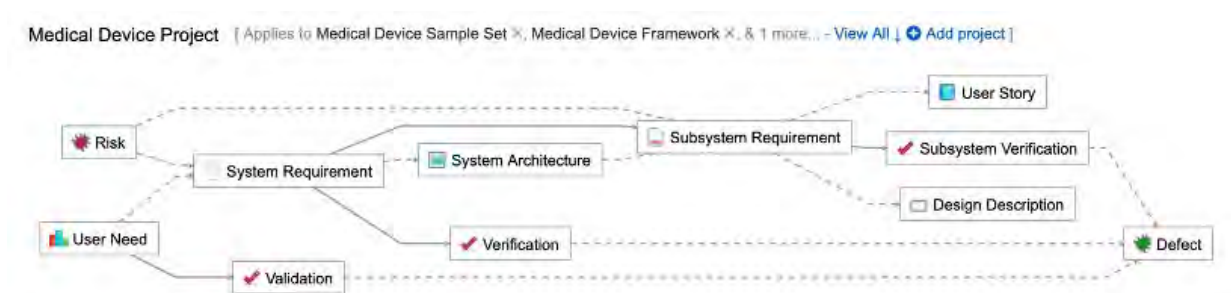 Medical Device Project [ Applies to Medical Device Sample Set ×, Medical Device Framework ×, & 1 more... - View All ↓ Add project ]
User Story
Risk
Subsystem Requirement
Subsystem Verification
System Architecture
System Requirement
Design Description
User Need
Verification
Defect
Validation